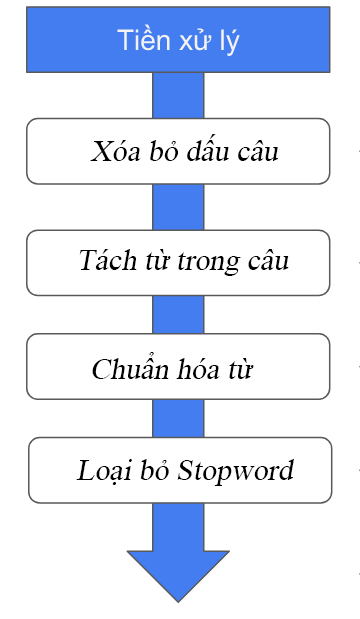 Tiền xử lý
Xóa bỏ dấu câu
Tách từ trong câu
Chuẩn hóa từ
Loại bỏ Stopword